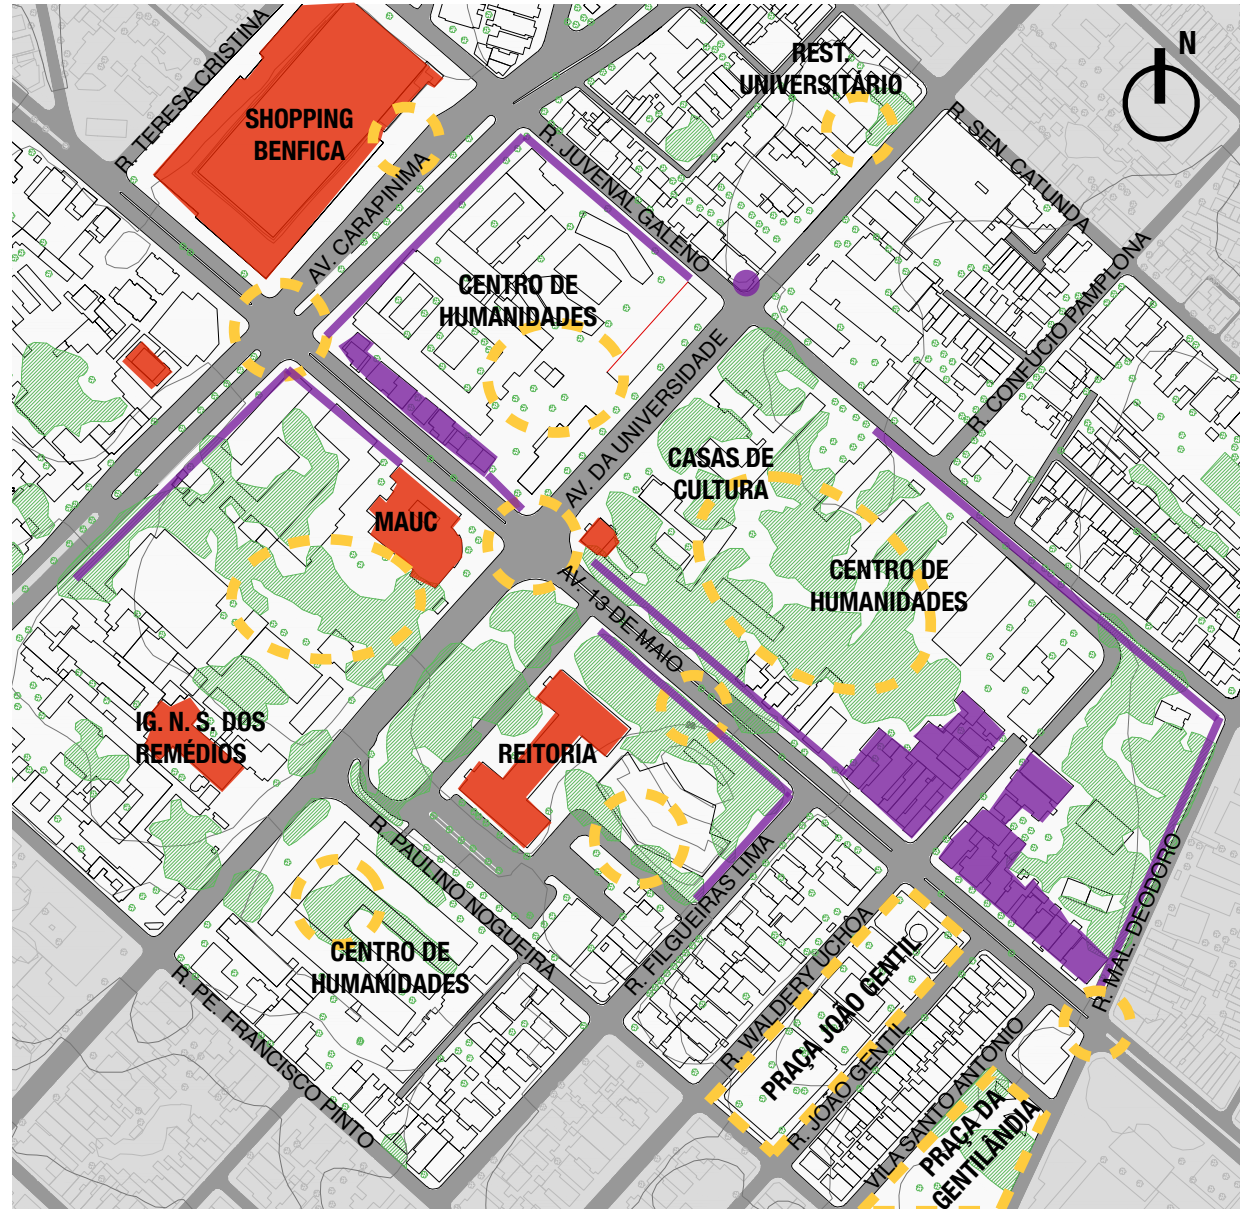 R. TERESA CRISTINA
SHOPPING
BENFICA
REST.
UNIVERSITÁRIO
N
R. SEN. CATUNDA
R. JUVENAL GALENO
AV. CARAPINIMA
CENTRO DE
HUMANIDADES
R. CONFÚCIO PAMPLONA
AV. DA UNIVERSIDADE
CASAS DE
CULTURA
MAUC
CENTRO DE
HUMANIDADES
AV. 13 DE MAIO
IG. N. S. DOS
REMÉDIOS
REITORIA
R. PAULINO NOGUEIRA
R. FILGUEIRAS LIMA
R. MAL. DEODORO
CENTRO DE
HUMANIDADES
R. WALDERY UCHÔA
PRAÇA JOÃO GENTIL
R. JOÃO GENTIL
R. PE. FRANCISCO PINTO
VILA SANTO ANTONIO
PRAÇA DA
GENTILÂNDIA